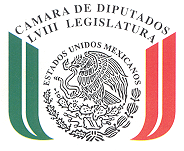 CAMARA DE DIPUTADOS
LVIII LEGISLATURA
ESTADOS UNIDOS MEXICANOS